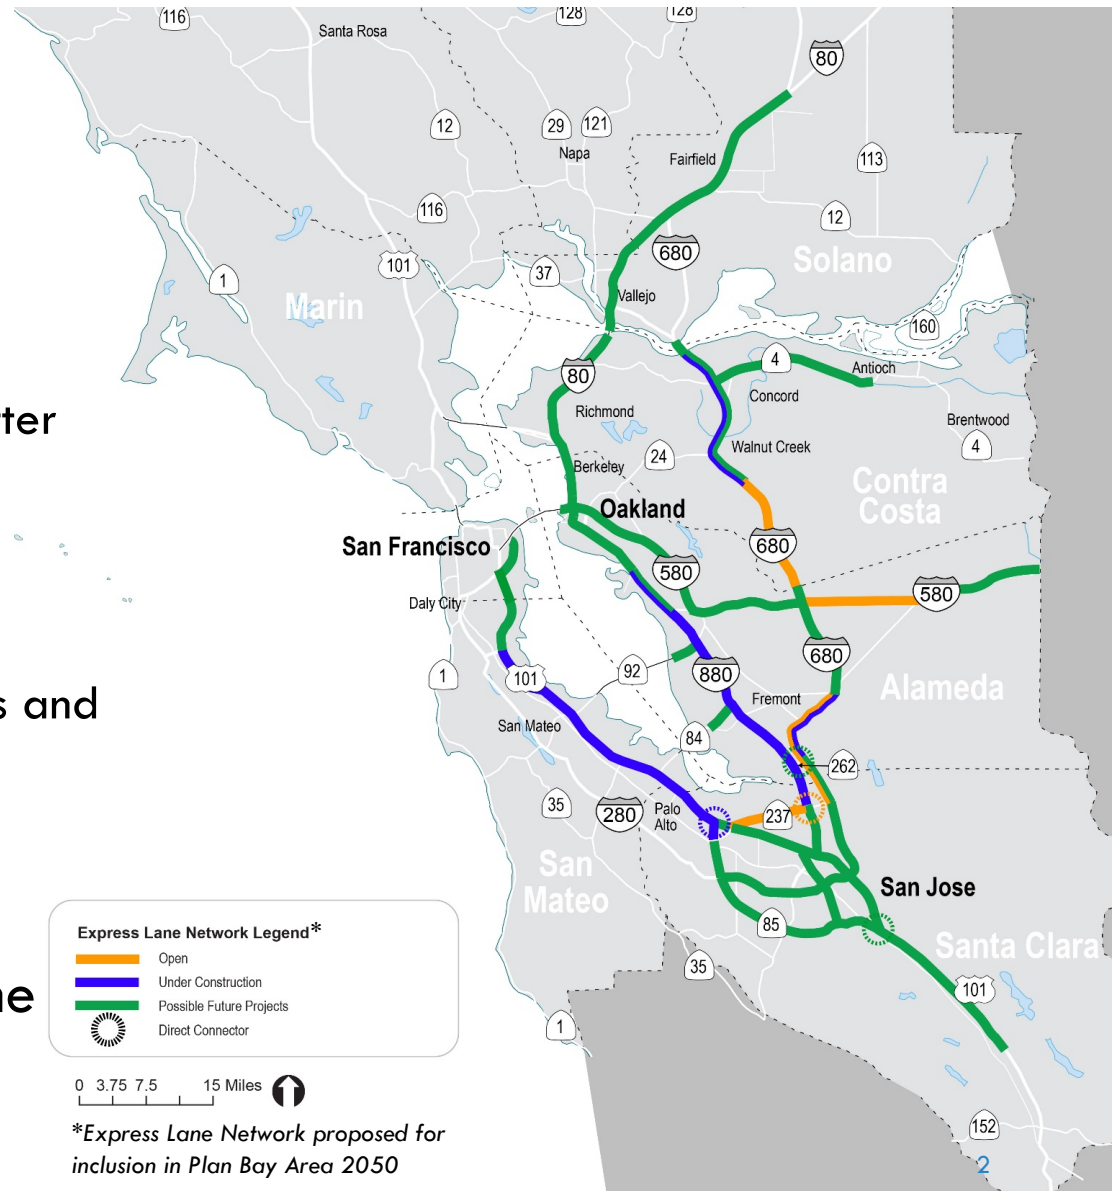 116
128
128
Santa Rosa
80
12
29
121
Napa
Fairfield
113
116
12
680
Solano
101
37
1
Vallejo
Marin
160
4
Antioch
80
Concord
Richmond
Brentwood
tter
Walnut Creek
4
24
Berkeley
Contra
Costa
Oakland
San Francisco
680
580
580
Daly City
680
92
1
101
880
Alameda
s and
Fremont
San Mateo
84
262
35
280
Palo
Alto
237
San
Mateo
San Jose
85
Santa Clara
35
101
ne
1
Express Lane Network Legend*
Open
Under Construction
Possible Future Projects
Direct Connector
0 3.75 7.5 15 Miles
*Express Lane Network proposed for
inclusion in Plan Bay Area 2050
152
2